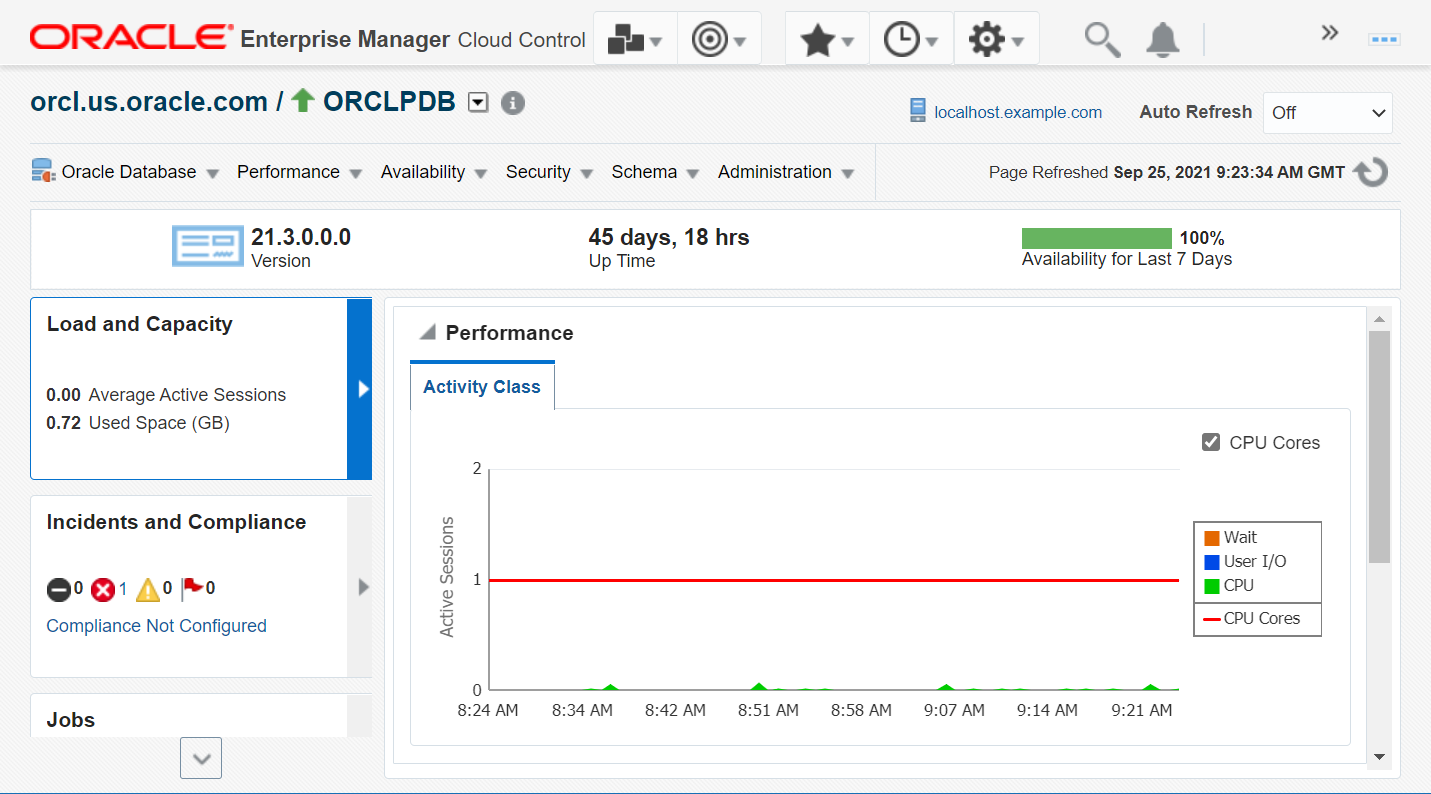 ORACLE® Enterprise Manager Cloud Control
orcl.us.oracle.com / ORCLPDB
localhost.example.com
Auto Refresh
Off
Oracle Database
Performance
Availability
Security
Schema
Administration
Page Refreshed Sep 25, 2021 9:23:34 AM GMT
21.3.0.0.0
Version
45 days, 18 hrs
Up Time
100%
Availability for Last 7 Days
Load and Capacity
0.00 Average Active Sessions
0.72 Used Space (GB)
Incidents and Compliance
0 1 0 0
Compliance Not Configured
Jobs
Performance
Activity Class
CPU Cores
Active Sessions
2
1
0
8:24 AM 8:34 AM 8:42 AM 8:51 AM 8:58 AM 9:07 AM 9:14 AM 9:21 AM
Wait
User I/O
CPU
CPU Cores